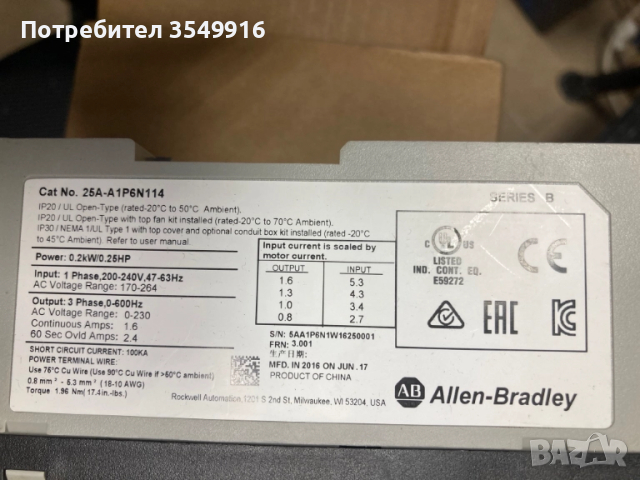 Потребител 3549916
Cat No. 25A-A1P6N114
SERIES B
IP20 / UL Open-Type (rated-20°C to 50°C Ambient).
IP20 / UL Open-Type with top fan kit installed (rated-20°C to 70°C Ambient).
IP30 / NEMA 1/UL Type 1 with top cover and optional conduit box kit installed (rated -20°C
to 45°C Ambient). Refer to user manual.
Power: 0.2kW/0.25HP
Input: 1 Phase,200-240V,47-63Hz
AC Voltage Range: 170-264
Output: 3 Phase,0-600Hz
AC Voltage Range: 0-230
Continuous Amps: 1.6
60 Sec Ovld Amps: 2.4
SHORT CIRCUIT CURRENT: 100KA
POWER TERMINAL WIRE:
Use 75°C Cu Wire (Use 90°C Cu Wire if >50°C ambient)
0.8 mm² - 5.3 mm² (18-10 AWG)
Torque 1.96 Nm(17.4in.-lbs.)
Input current is scaled by
motor current.
OUTPUT INPUT
1.6 5.3
1.3 4.3
1.0 3.4
0.8 2.7
S/N: 5AA1P6N1W16250001
FRN: 3.001
生产日期:
MFD. IN 2016 ON JUN .17
PRODUCT OF CHINA
Rockwell Automation,1201 S 2nd St, Milwaukee, WI 53204, USA
C UL US
LISTED
IND. CONT. EQ.
E59272
CE
EAC
AB Allen-Bradley
BAZAR